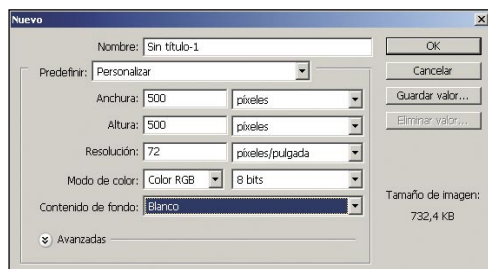 Nuevo
Nombre: Sin título-1
OK
Predefinir: Personalizar
Cancelar
Anchura: 500 píxeles
Guardar valor...
Altura: 500 píxeles
Eliminar valor...
Resolución: 72 píxeles/pulgada
Modo de color: Color RGB 8 bits
Tamaño de imagen:
Contenido de fondo: Blanco
732,4 KB
Avanzadas